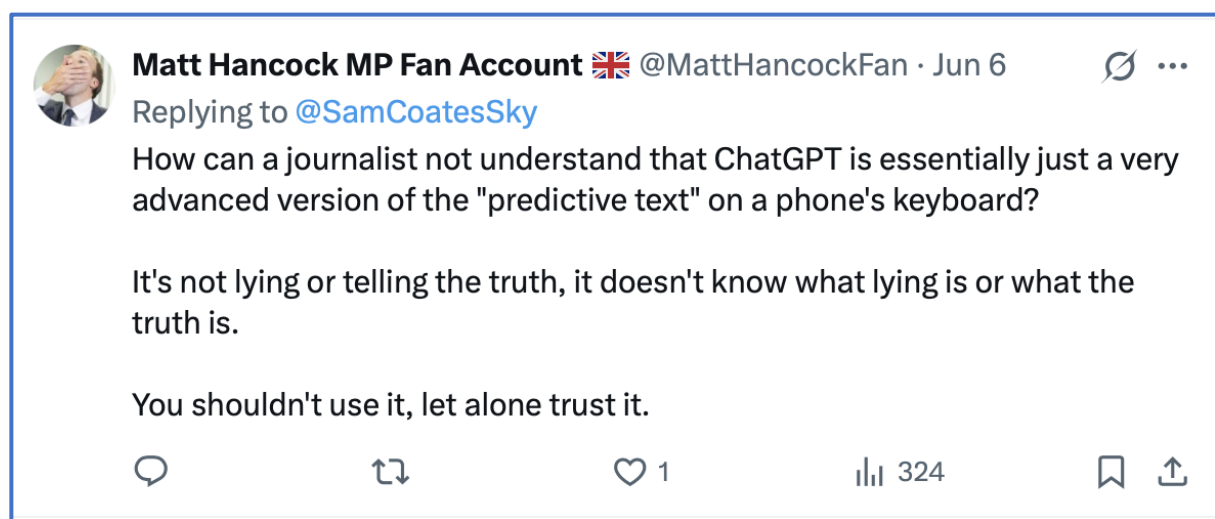 Matt Hancock MP Fan Account 🇬🇧 @MattHancockFan · Jun 6
Replying to @SamCoatesSky
How can a journalist not understand that ChatGPT is essentially just a very
advanced version of the "predictive text" on a phone's keyboard?
It's not lying or telling the truth, it doesn't know what lying is or what the
truth is.
You shouldn't use it, let alone trust it.
1 324